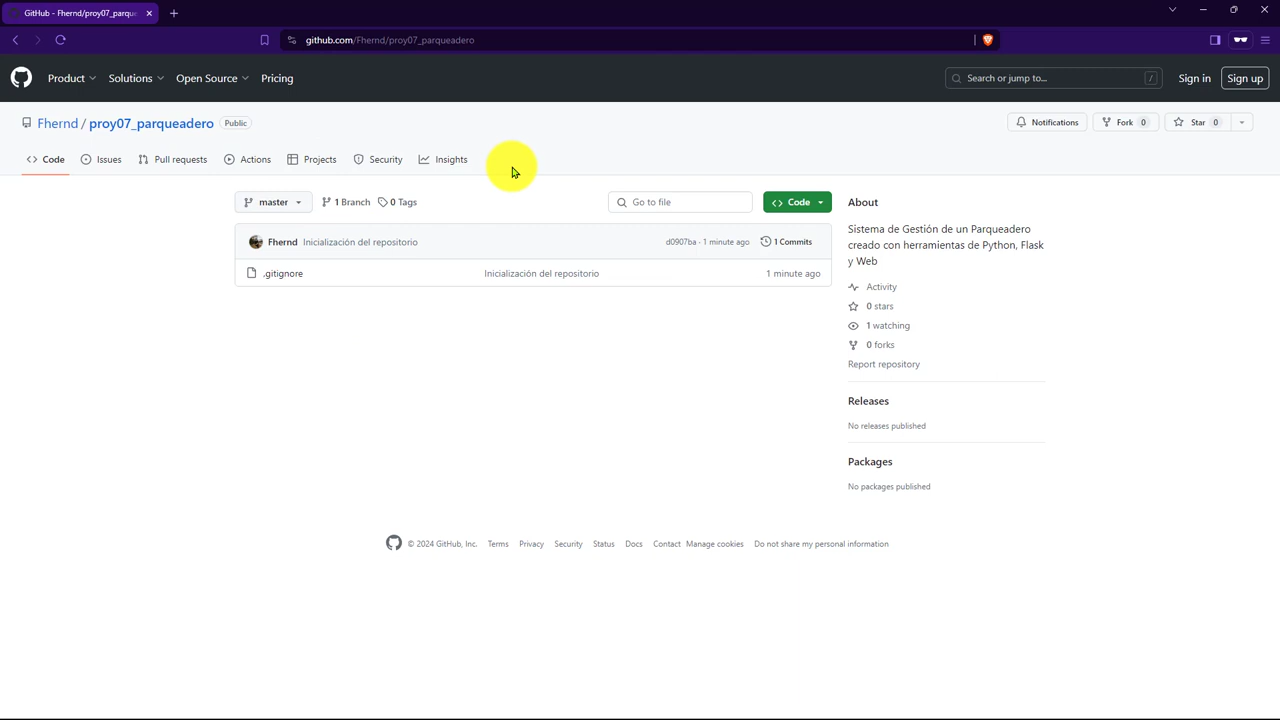 GitHub - Fhernd/proy07_parque
github.com/Fhernd/proy07_parqueadero
Product
Solutions
Open Source
Pricing
Search or jump to...
/
Sign in
Sign up
Fhernd / proy07_parqueadero
Public
Notifications
Fork 0
Star 0
Code
Issues
Pull requests
Actions
Projects
Security
Insights
master
1 Branch
0 Tags
Go to file
Code
Fhernd Inicialización del repositorio
d0907ba · 1 minute ago
1 Commits
.gitignore
Inicialización del repositorio
1 minute ago
About
Sistema de Gestión de un Parqueadero
creado con herramientas de Python, Flask
y Web
Activity
0 stars
1 watching
0 forks
Report repository
Releases
No releases published
Packages
No packages published
© 2024 GitHub, Inc.
Terms
Privacy
Security
Status
Docs
Contact
Manage cookies
Do not share my personal information